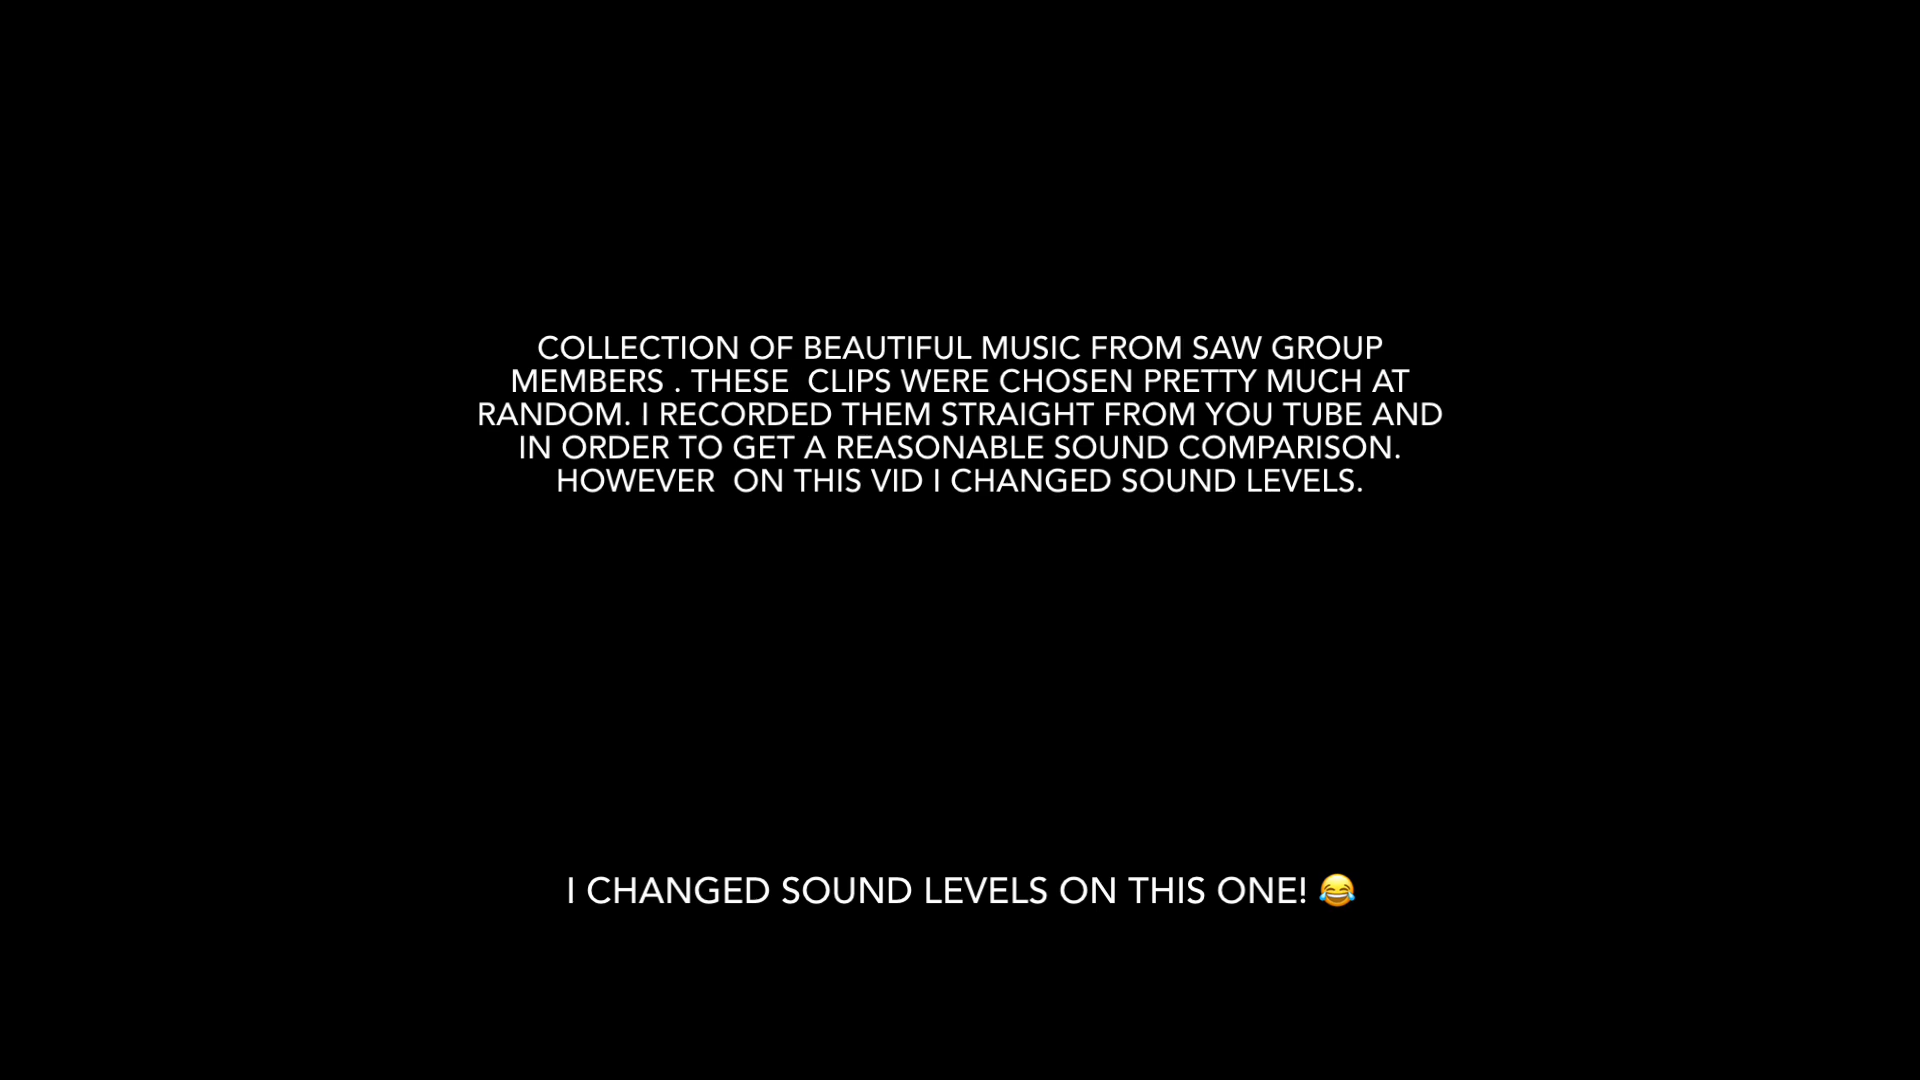 COLLECTION OF BEAUTIFUL MUSIC FROM SAW GROUP
MEMBERS . THESE  CLIPS WERE CHOSEN PRETTY MUCH AT
RANDOM. I RECORDED THEM STRAIGHT FROM YOU TUBE AND
IN ORDER TO GET A REASONABLE SOUND COMPARISON.
HOWEVER  ON THIS VID I CHANGED SOUND LEVELS.
I CHANGED SOUND LEVELS ON THIS ONE! 😂